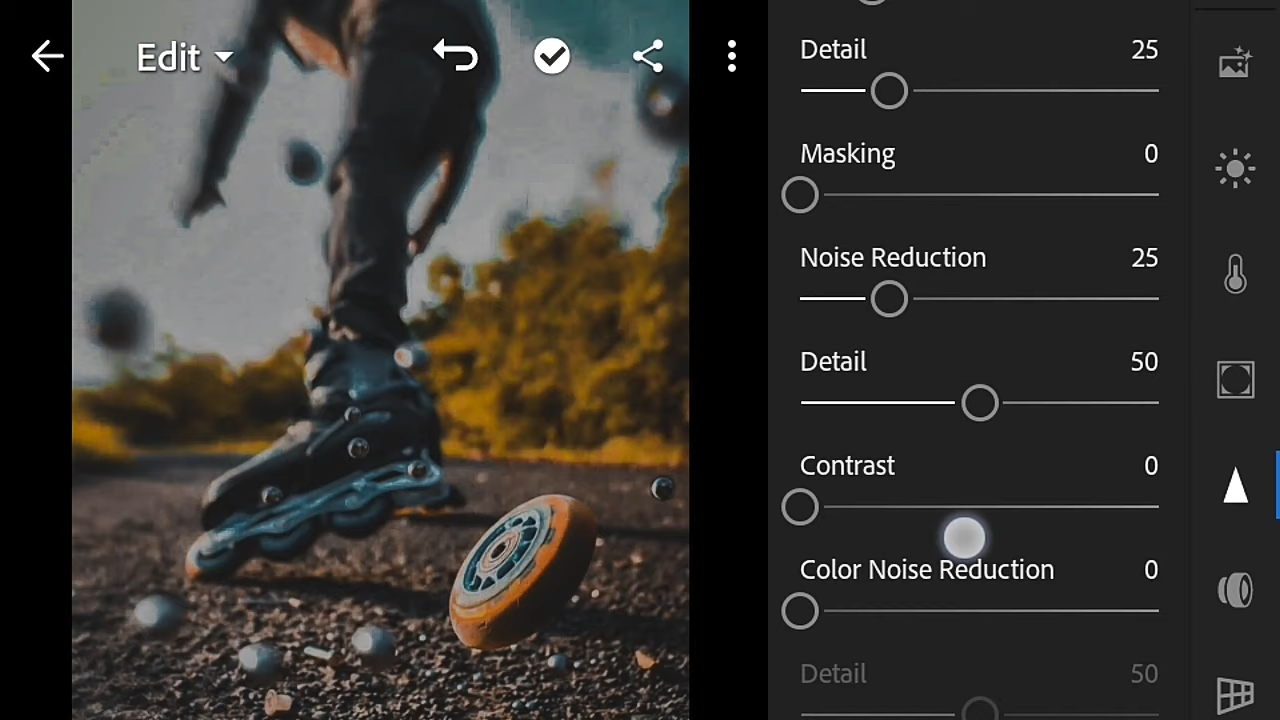 Edit
Detail 25
Masking 0
Noise Reduction 25
Detail 50
Contrast 0
Color Noise Reduction 0
Detail 50